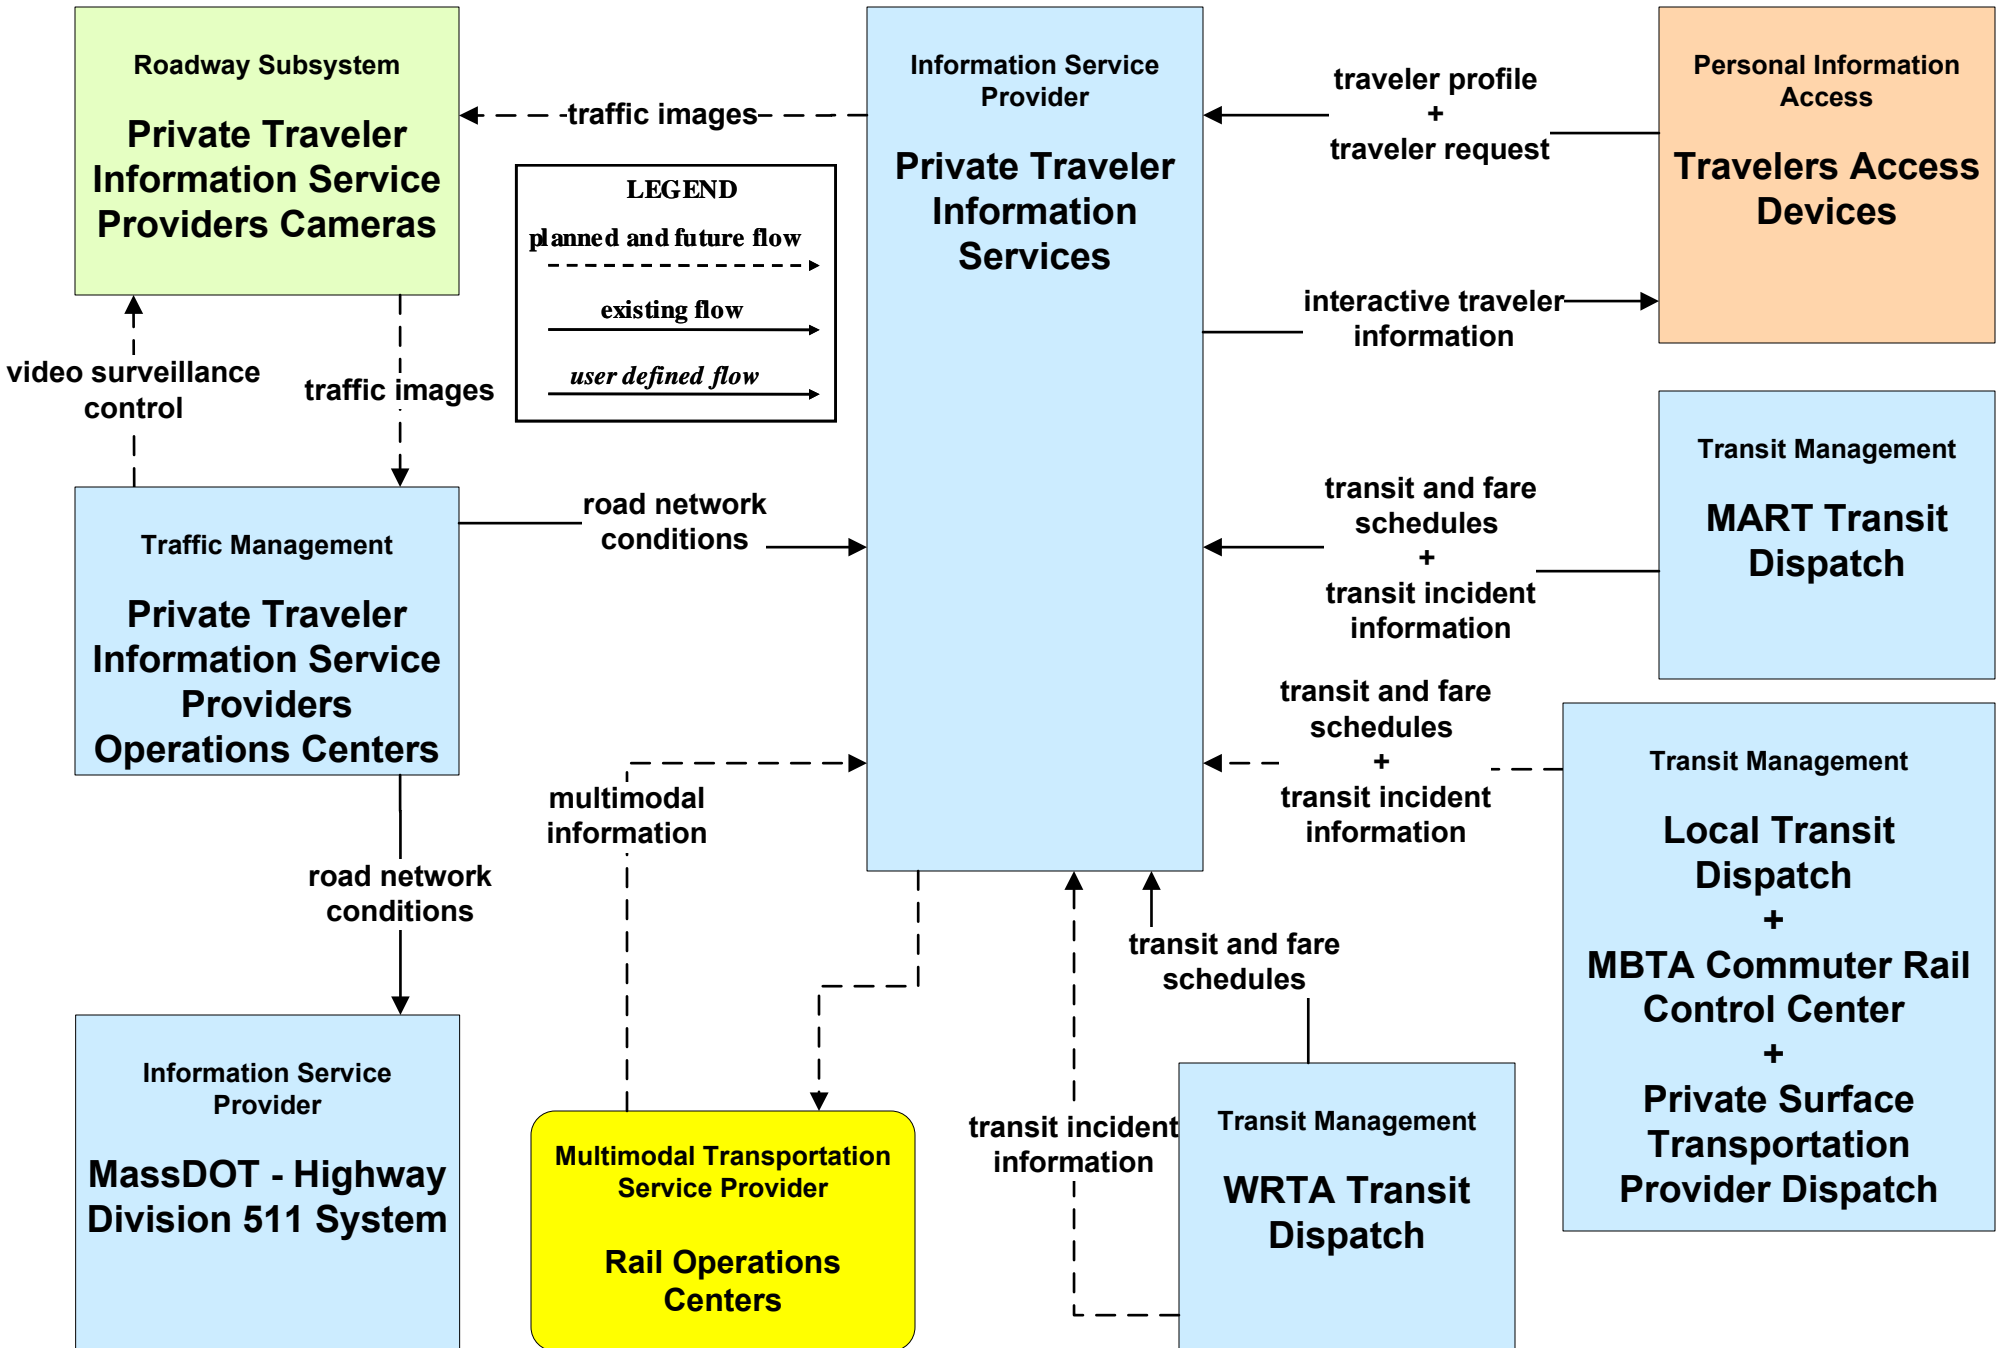 Roadway Subsystem
Private Traveler
Information Service
Providers Cameras
traffic images
Information Service
Provider
Private Traveler
Information
Services
traveler profile
+
traveler request
Personal Information
Access
Travelers Access
Devices
LEGEND
planned and future flow
existing flow
user defined flow
interactive traveler
information
video surveillance
control
traffic images
Traffic Management
Private Traveler
Information Service
Providers
Operations Centers
road network
conditions
transit and fare
schedules
+
transit incident
information
Transit Management
MART Transit
Dispatch
transit and fare
schedules
+
transit incident
information
Transit Management
Local Transit
Dispatch
+
MBTA Commuter Rail
Control Center
+
Private Surface
Transportation
Provider Dispatch
multimodal
information
road network
conditions
transit and fare
schedules
Information Service
Provider
MassDOT - Highway
Division 511 System
Multimodal Transportation
Service Provider
Rail Operations
Centers
transit incident
information
Transit Management
WRTA Transit
Dispatch